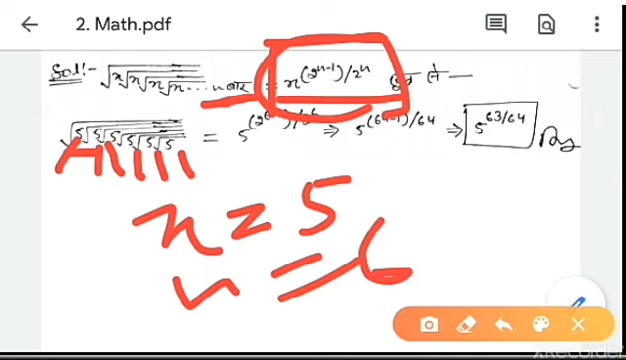 2. Math.pdf
Sol!- √x√x√x√x... n बार = x^(2^n-1)/2^n
√5√5√5√5√5√5 = 5^(2^6-1)/2^6 ⇒ 5^(64-1)/64 ⇒ 5^63/64 Ans
x = 5
n = 6